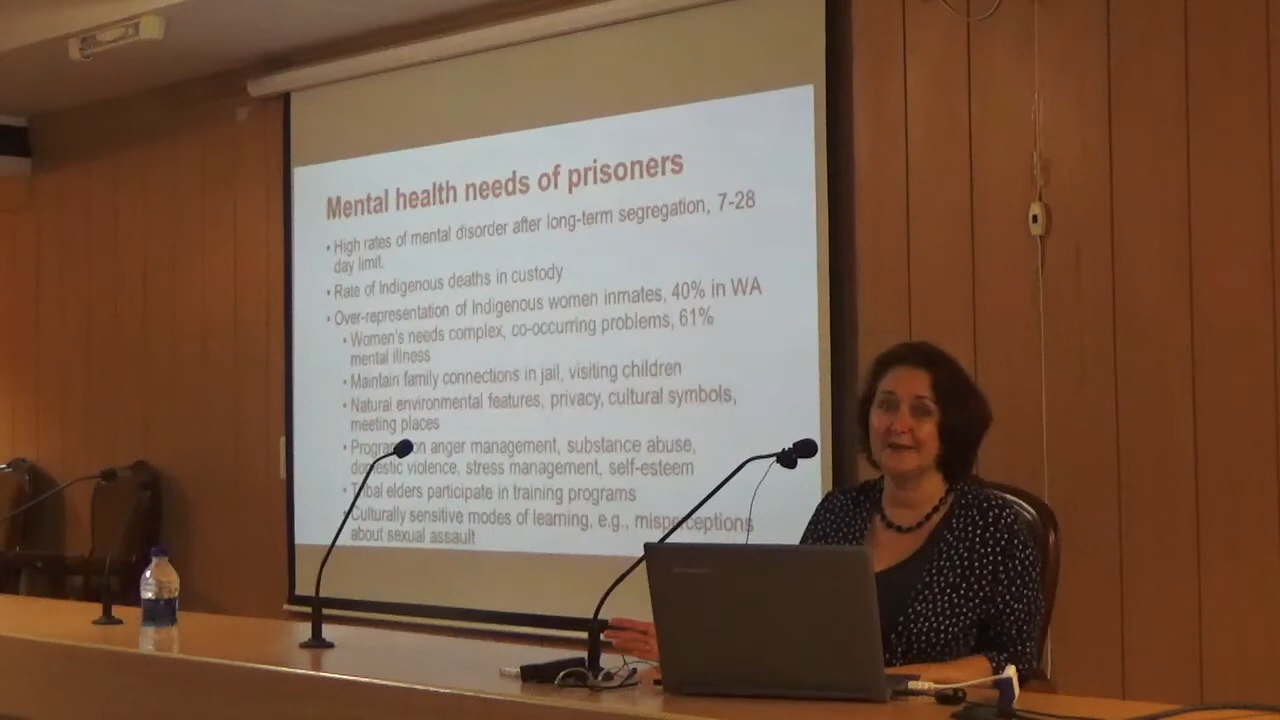 Mental health needs of prisoners
• High rates of mental disorder after long-term segregation, 7-28
day limit.
• Rate of Indigenous deaths in custody
• Over-representation of Indigenous women inmates, 40% in WA
• Women's needs complex, co-occurring problems, 61%
mental illness
• Maintain family connections in jail, visiting children
• Natural environmental features, privacy, cultural symbols,
meeting places
• Programs on anger management, substance abuse,
domestic violence, stress management, self-esteem
• Tribal elders participate in training programs
• Culturally sensitive modes of learning, e.g., misperceptions
about sexual assault